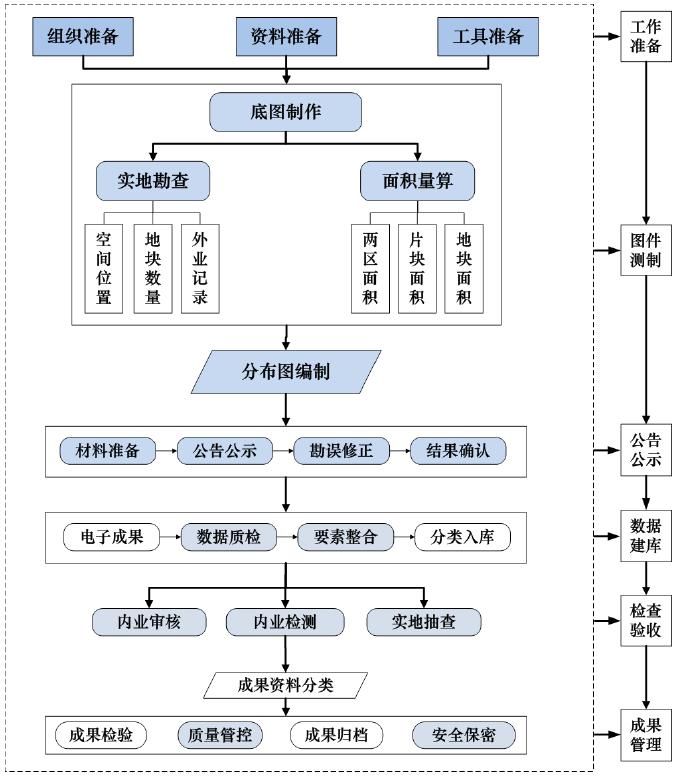 组织准备
资料准备
工具准备
工作
准备
底图制作
实地勘查
面积量算
空间位置
地块数量
外业记录
两区面积
片块面积
地块面积
图件
测制
分布图编制
材料准备
公告公示
勘误修正
结果确认
公告
公示
电子成果
数据质检
要素整合
分类入库
数据
建库
内业审核
内业检测
实地抽查
检查
验收
成果资料分类
成果检验
质量管控
成果归档
安全保密
成果
管理